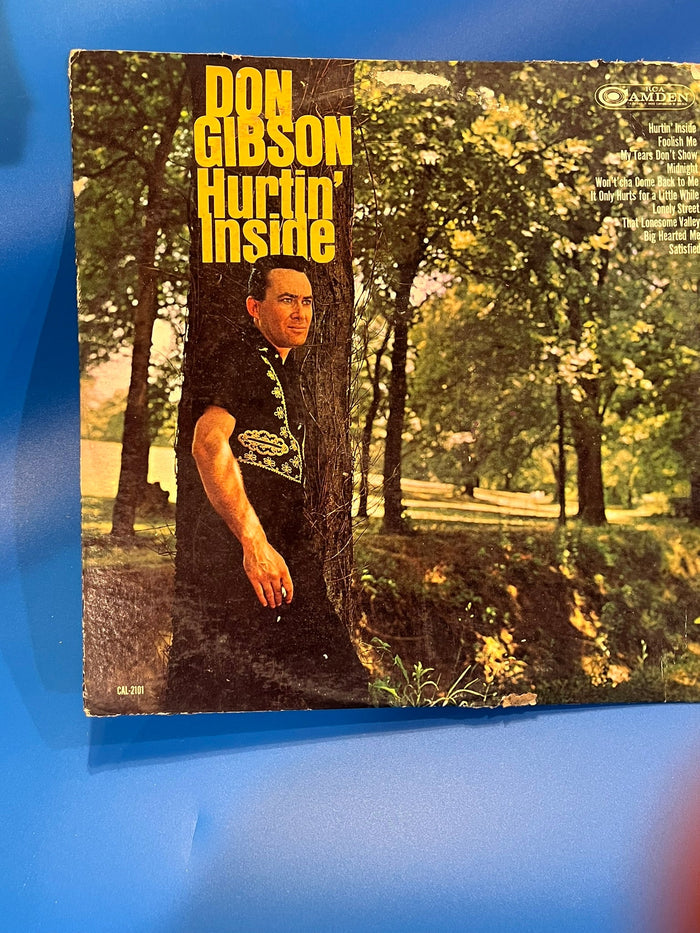 DON
GIBSON
Hurtin'
Inside
RCA
CAMDEN
Hurtin' Inside
Foolish Me
My Tears Don't Show
Midnight
Won't'cha Come Back to Me
It Only Hurts for a Little While
Lonely Street
That Lonesome Valley
Big Hearted Me
Satisfied
CAL-2101